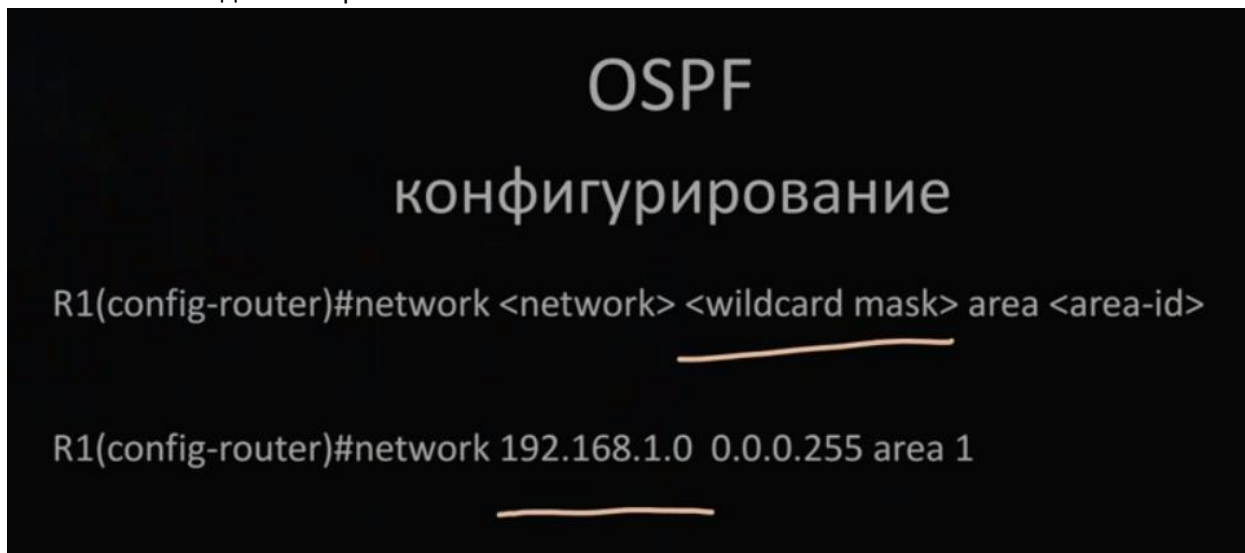 OSPF
конфигурирование
R1(config-router)#network <network> <wildcard mask> area <area-id>
R1(config-router)#network 192.168.1.0 0.0.0.255 area 1